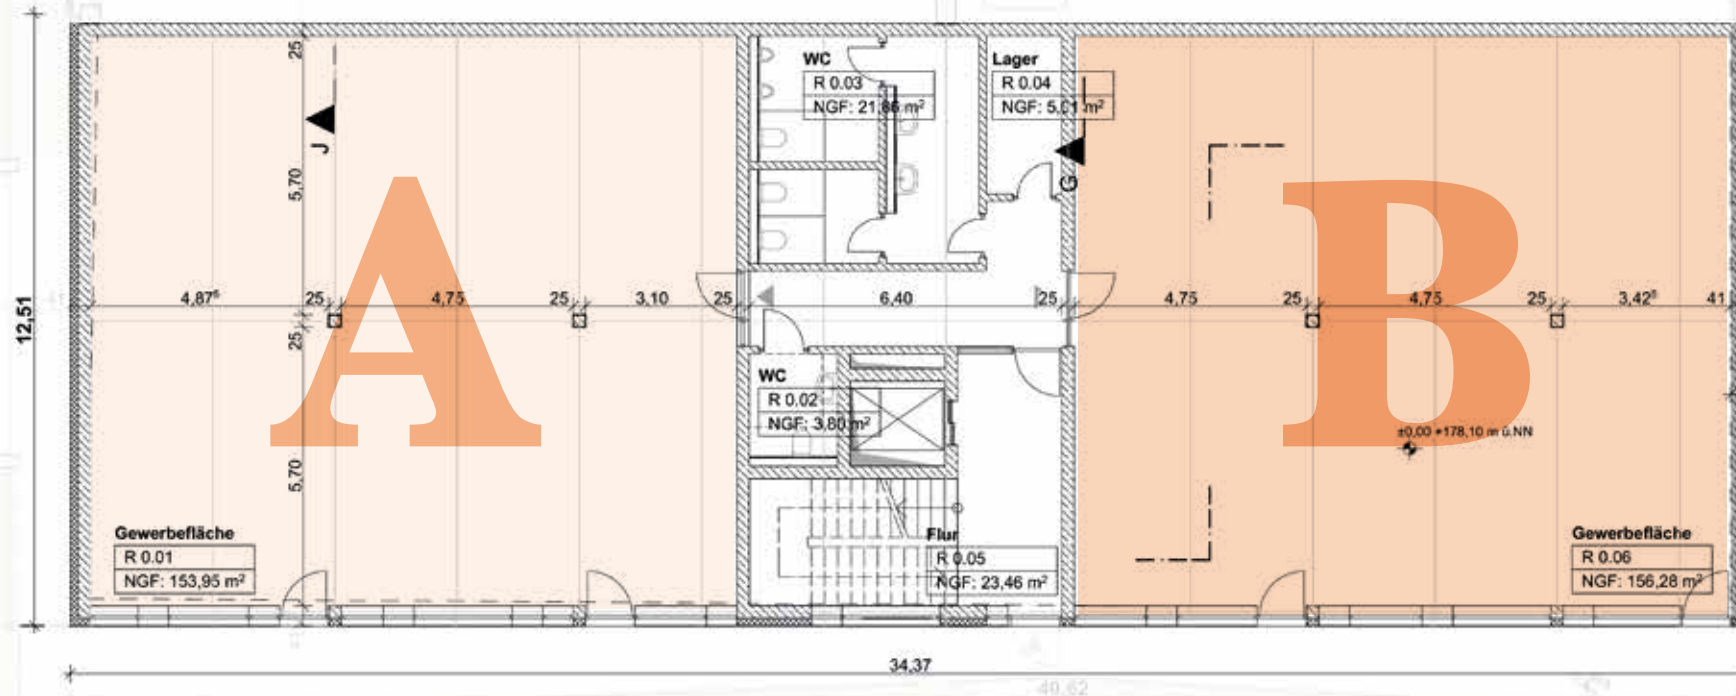 25
WC
R 0.03
NGF: 21,86 m²
Lager
R 0.04
NGF: 5,01 m²
J
G
5,70
A
B
12,51
4,87⁵
25
4,75
25
3,10
25
6,40
25
4,75
25
4,75
25
3,42⁵
41
25
WC
R 0.02
NGF: 3,80 m²
±0,00 =178,10 m ü.NN
5,70
Gewerbefläche
R 0.01
NGF: 153,95 m²
Flur
R 0.05
NGF: 23,46 m²
Gewerbefläche
R 0.06
NGF: 156,28 m²
34,37
40,62